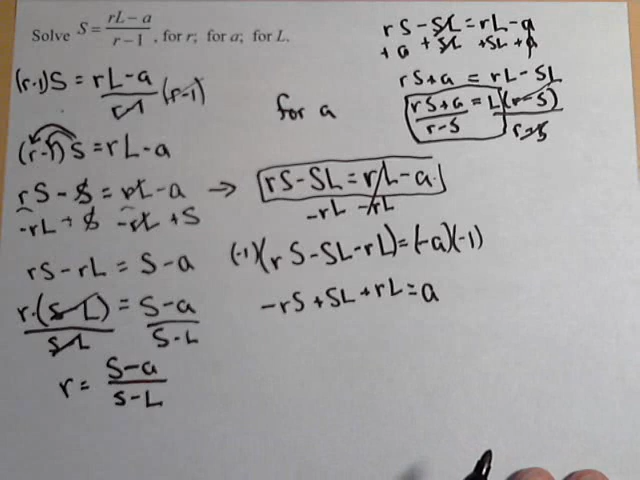 Solve S = rL − a / r − 1 , for r; for a; for L.
(r-1)S = rL-a / r-1 (r-1)
(r-1)S = rL-a
rS - S = rL - a
-rL + S -rL + S
rS - rL = S - a
r·(S-L) / S-L = S-a / S-L
r = S-a / S-L
for a
→ rS - SL = rL - a.
-rL -rL
(-1)(rS - SL - rL) = (-a)(-1)
-rS + SL + rL = a
rS - SL = rL - a
+a + SL +SL + a
rS+a = rL - SL
rS+a / r-S = L(r-S) / r-S